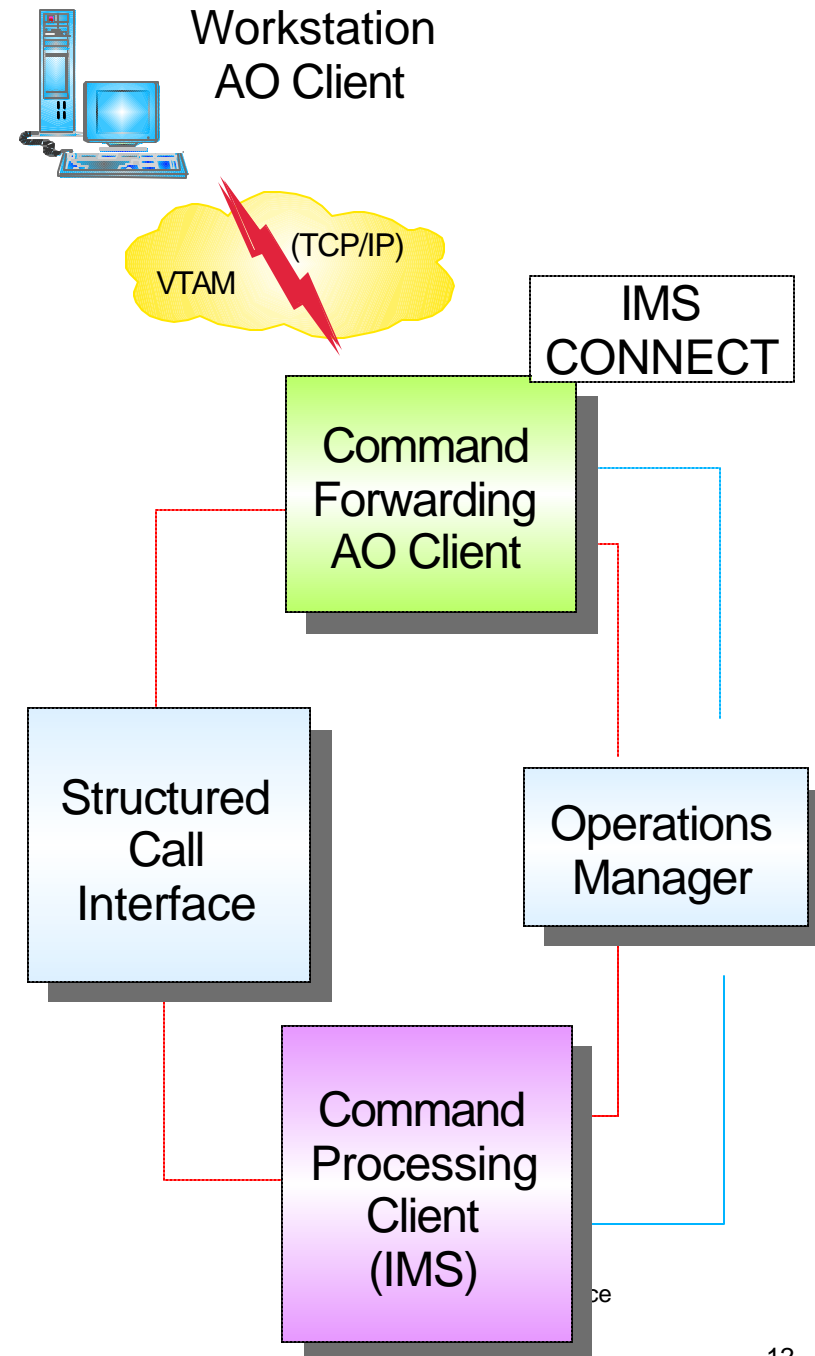 Workstation
AO Client
(TCP/IP)
VTAM
IMS
CONNECT
Command
Forwarding
AO Client
Structured
Call
Interface
Operations
Manager
Command
Processing
Client
(IMS)